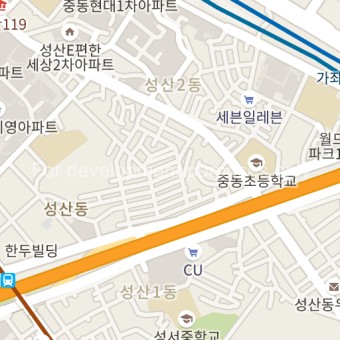 중동현대1차아파트
119
성산E편한
세상2차아파트
파트
성산2동
가좌
세븐일레븐
지영아파트
월드
파크1
중동초등학교
For develop
성산동
한두빌딩
CU
성산1동
성산동우
성서중학교